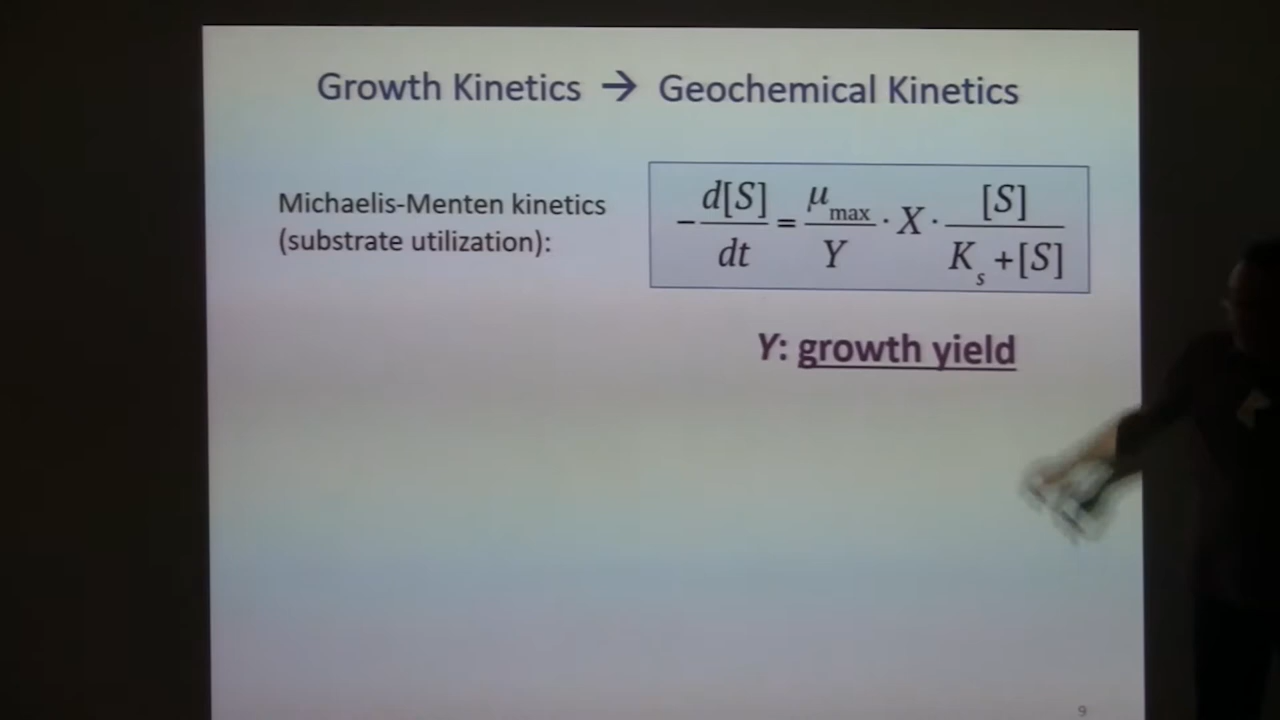 Growth Kinetics → Geochemical Kinetics
Michaelis-Menten kinetics
(substrate utilization):
-d[S]/dt = μmax/Y · X · [S]/(Ks +[S])
Y: growth yield
9